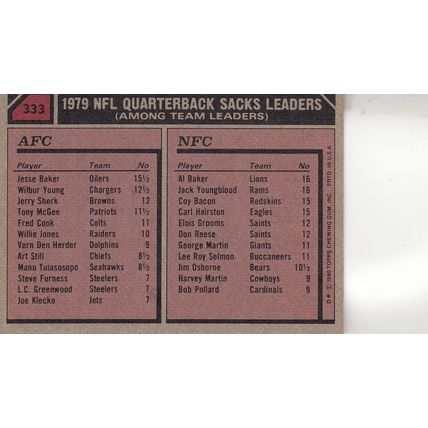 333
1979 NFL QUARTERBACK SACKS LEADERS
(AMONG TEAM LEADERS)
AFC
Player Team No
Jesse Baker Oilers 15½
Wilbur Young Chargers 12½
Jerry Sherk Browns 12
Tony McGee Patriots 11½
Fred Cook Colts 11
Willie Jones Raiders 10
Vern Den Herder Dolphins 9
Art Still Chiefs 8½
Manu Tuiasosopo Seahawks 8½
Steve Furness Steelers 7
L.C. Greenwood Steelers 7
Joe Klecko Jets 7
NFC
Player Team No
Al Baker Lions 16
Jack Youngblood Rams 16
Coy Bacon Redskins 15
Carl Hairston Eagles 15
Elois Grooms Saints 12
Don Reese Saints 12
George Martin Giants 11
Lee Roy Selmon Buccaneers 11
Jim Osborne Bears 10½
Harvey Martin Cowboys 9
Bob Pollard Cardinals 9
D* © 1980 TOPPS CHEWING GUM, INC. PRTD. IN U.S.A.